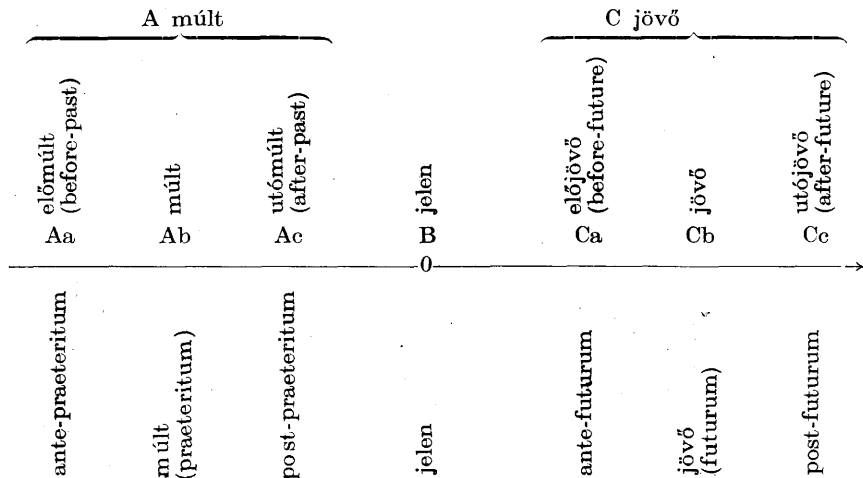 A múlt
C jövő
előmúlt
(before-past)
múlt
utómúlt
(after-past)
jelen
előjövő
(before-future)
jövő
utójövő
(after-future)
Aa
Ab
Ac
B
Ca
Cb
Cc
0
ante-praeteritum
múlt
(praeteritum)
post-praeteritum
jelen
ante-futurum
jövő
(futurum)
post-futurum